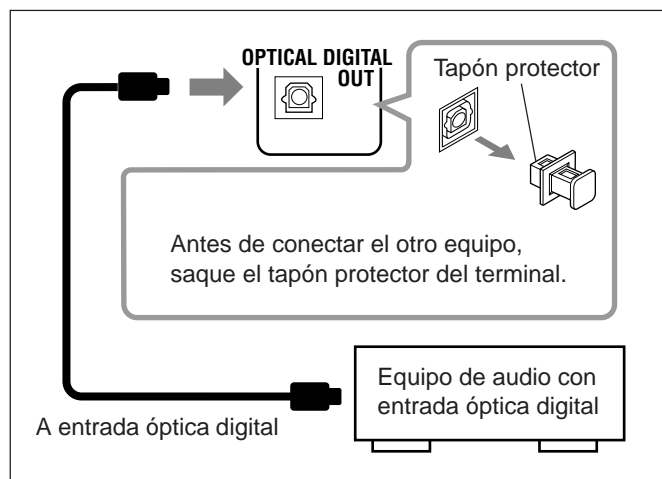 OPTICAL DIGITAL
OUT
Tapón protector
Antes de conectar el otro equipo,
saque el tapón protector del terminal.
Equipo de audio con
entrada óptica digital
A entrada óptica digital